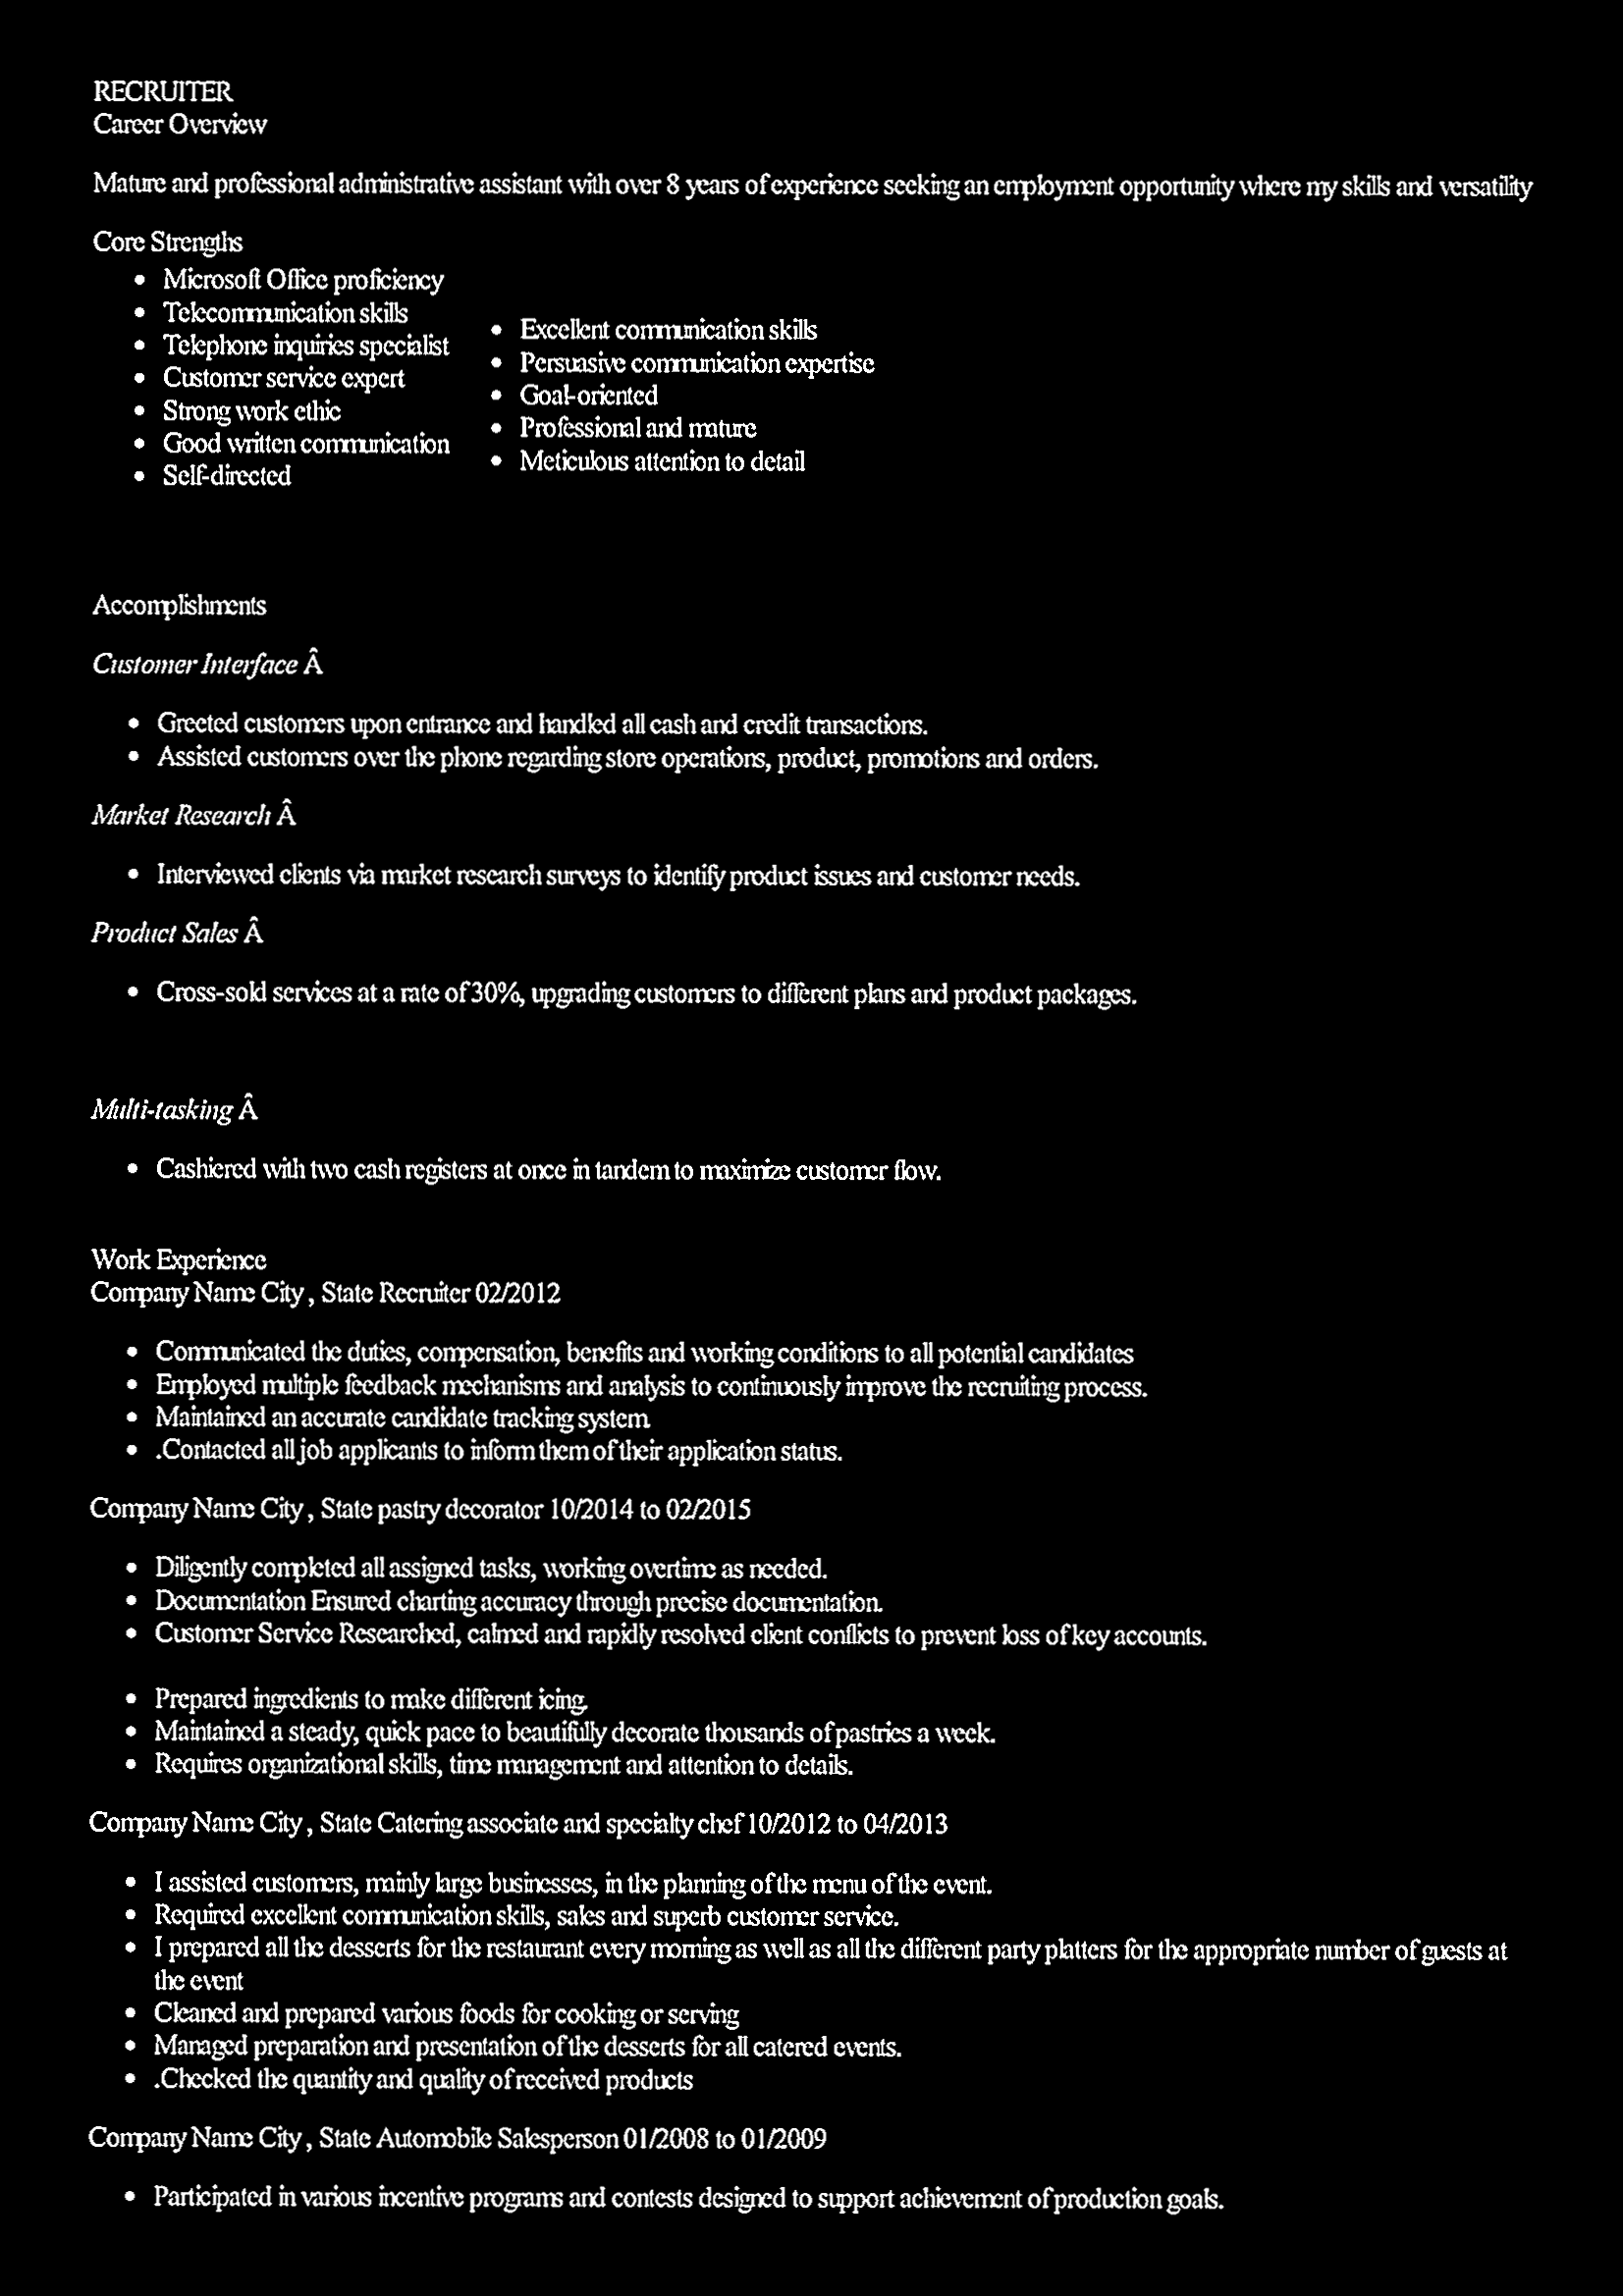 RECRUITER
Career Overview
Mature and professional administrative assistant with over 8 years of experience seeking an employment opportunity where my skills and versatility
Core Strengths
• Microsoft Office proficiency
• Telecommunication skills
• Telephone inquiries specialist
• Customer service expert
• Strong work ethic
• Good written communication
• Self-directed
• Excellent communication skills
• Persuasive communication expertise
• Goal-oriented
• Professional and mature
• Meticulous attention to detail
Accomplishments
Customer Interface Â
• Greeted customers upon entrance and handled all cash and credit transactions.
• Assisted customers over the phone regarding store operations, product, promotions and orders.
Market Research Â
• Interviewed clients via market research surveys to identify product issues and customer needs.
Product Sales Â
• Cross-sold services at a rate of 30%, upgrading customers to different plans and product packages.
Multi-tasking Â
• Cashiered with two cash registers at once in tandem to maximize customer flow.
Work Experience
Company Name City , State Recruiter 02/2012
• Communicated the duties, compensation, benefits and working conditions to all potential candidates
• Employed multiple feedback mechanisms and analysis to continuously improve the recruiting process.
• Maintained an accurate candidate tracking system.
• .Contacted all job applicants to inform them of their application status.
Company Name City , State pastry decorator 10/2014 to 02/2015
• Diligently completed all assigned tasks, working overtime as needed.
• Documentation Ensured charting accuracy through precise documentation.
• Customer Service Researched, calmed and rapidly resolved client conflicts to prevent loss of key accounts.
• Prepared ingredients to make different icing.
• Maintained a steady, quick pace to beautifully decorate thousands of pastries a week.
• Requires organizational skills, time management and attention to details.
Company Name City , State Catering associate and specialty chef 10/2012 to 04/2013
• I assisted customers, mainly large businesses, in the planning of the menu of the event.
• Required excellent communication skills, sales and superb customer service.
• I prepared all the desserts for the restaurant every morning as well as all the different party platters for the appropriate number of guests at
the event
• Cleaned and prepared various foods for cooking or serving
• Managed preparation and presentation of the desserts for all catered events.
• .Checked the quantity and quality of received products
Company Name City , State Automobile Salesperson 01/2008 to 01/2009
• Participated in various incentive programs and contests designed to support achievement of production goals.